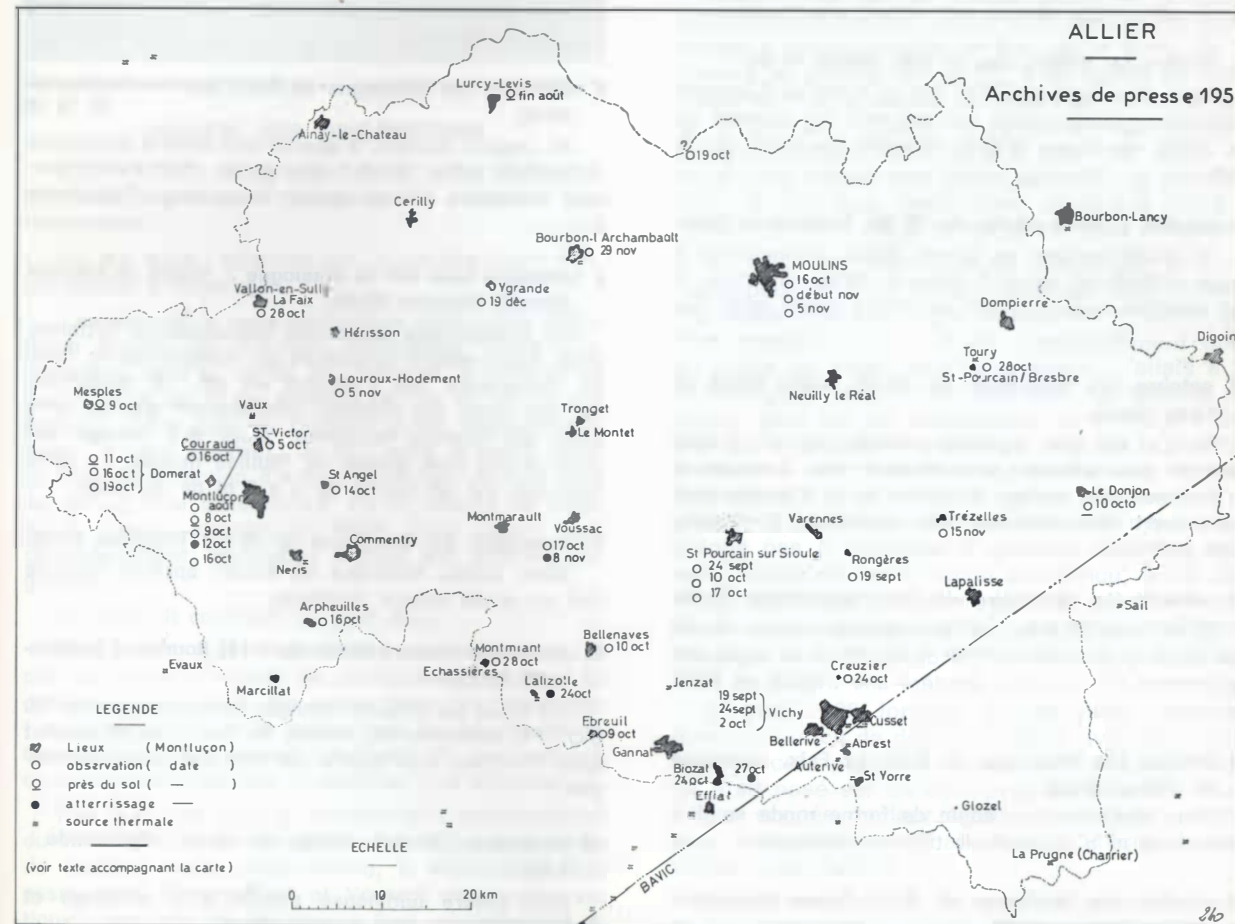 ALLIER
Archives de presse 195
Lurcy-Levis
fin août
Ainay-le-Chateau
?
19 oct
Cerilly
Bourbon-Lancy
Bourbon-l Archambault
29 nov
MOULINS
16 oct
début nov
5 nov
Ygrande
19 déc
Vallon-en-Sully
La Faix
28 oct
Hérisson
Dompierre
Digoin
Toury
28 oct
St-Pourcain/Bresbre
Neuilly le Réal
Louroux-Hodement
5 nov
Mesples
9 oct
Vaux
ST-Victor
5 oct
Tronget
Le Montet
Couraud
16 oct
11 oct
16 oct
19 oct
Domerat
St Angel
14 oct
Montluçon
août
8 oct
9 oct
12 oct
16 oct
Montmarault
Voussac
17 oct
8 nov
Commentry
Neris
Le Donjon
10 octo
Varennes
Trézelles
15 nov
St Pourcain sur Sioule
24 sept
10 oct
17 oct
Rongères
19 sept
Lapalisse
Sail
Arpheuilles
16 oct
Bellenaves
10 oct
Montmiant
28 oct
Echassières
Lalizolle
24 oct
Evaux
Marcillat
Jenzat
Creuzier
24 oct
19 sept
24 sept
2 oct
Vichy
Cusset
Bellerive
Abrest
Auterive
St Yorre
Ebreuil
9 oct
Gannat
Biozat
24 oct
27 oct
Effiat
Glozel
La Prugne (Charrier)
BAVIC
LEGENDE
Lieux (Montluçon)
observation ( date )
près du sol ( — )
atterrissage —
source thermale
(voir texte accompagnant la carte)
ECHELLE
0 10 20 km